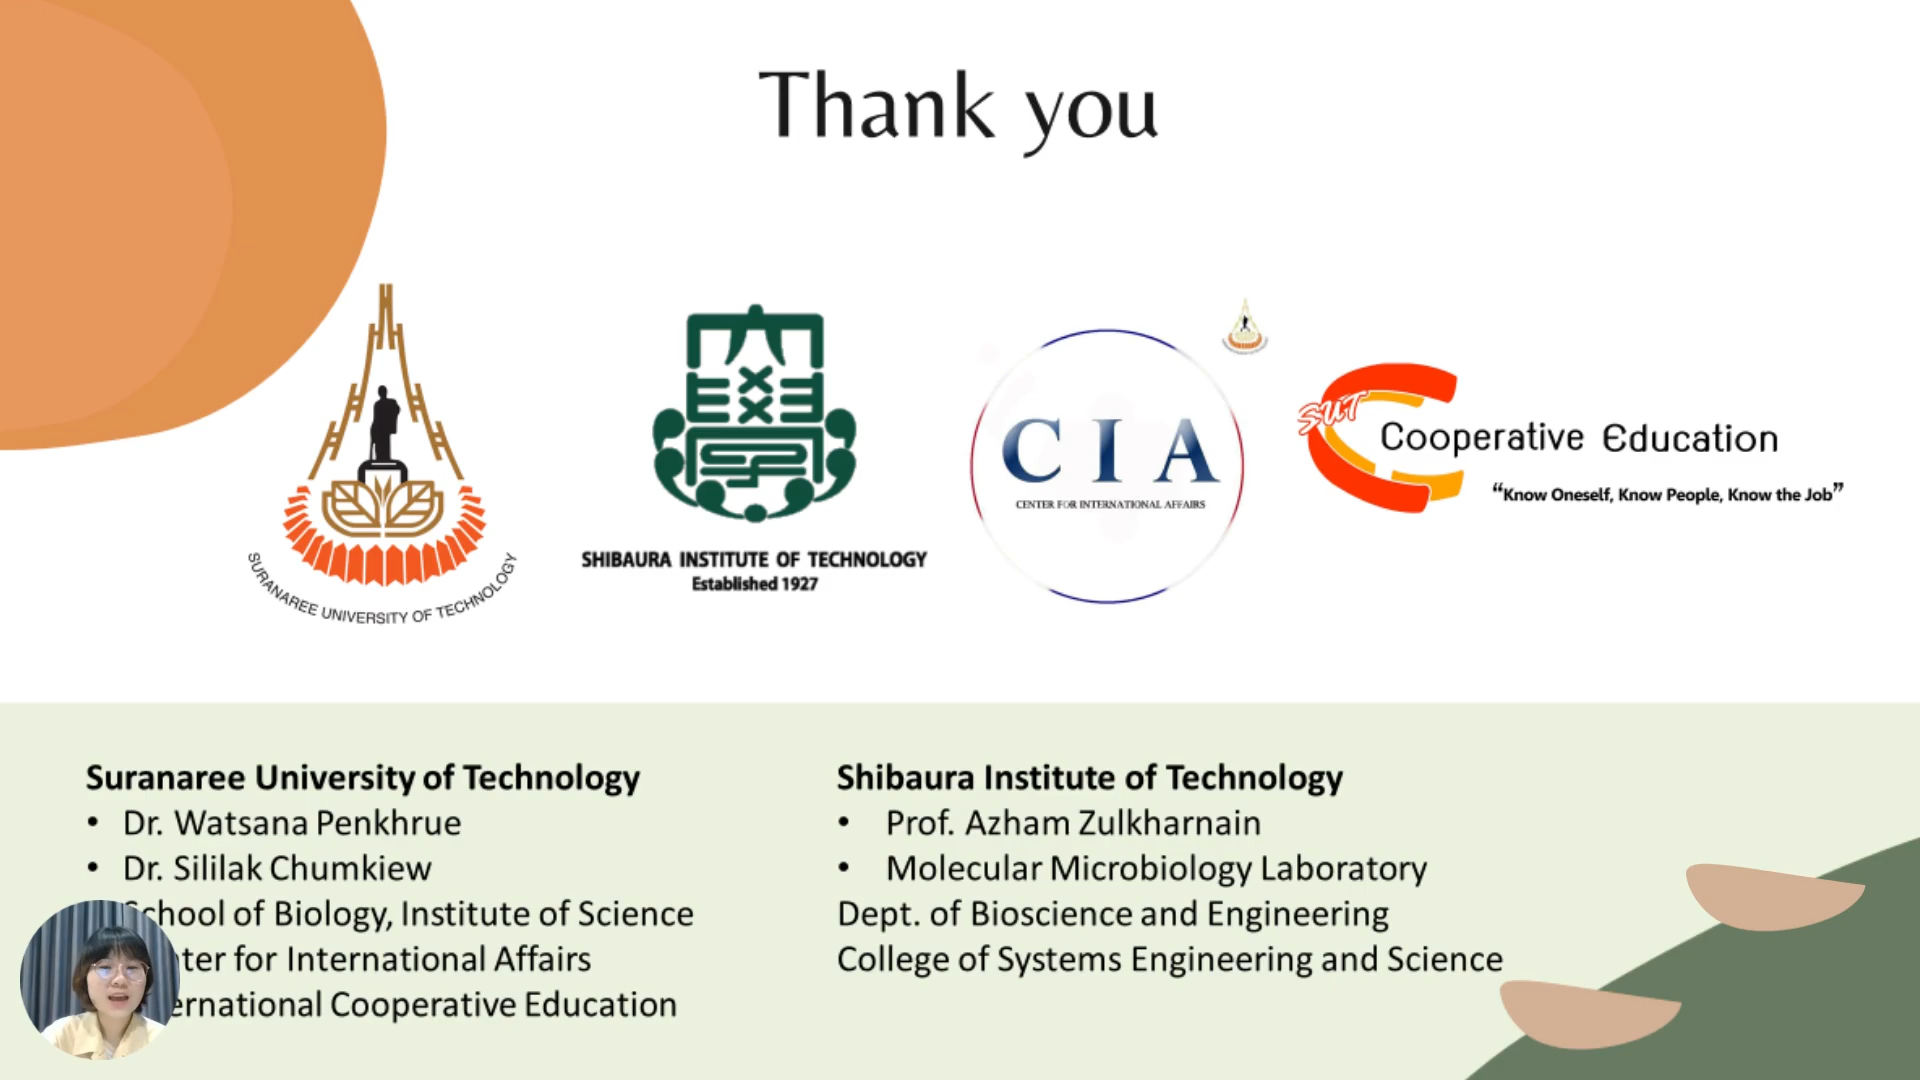 Thank you
SURANAREE UNIVERSITY OF TECHNOLOGY
SHIBAURA INSTITUTE OF TECHNOLOGY
Established 1927
CIA
CENTER FOR INTERNATIONAL AFFAIRS
SUT
Cooperative Education
“Know Oneself, Know People, Know the Job”
Suranaree University of Technology
• Dr. Watsana Penkhrue
• Dr. Sililak Chumkiew
School of Biology, Institute of Science
for International Affairs
Cooperative Education
Shibaura Institute of Technology
• Prof. Azham Zulkharnain
• Molecular Microbiology Laboratory
Dept. of Bioscience and Engineering
College of Systems Engineering and Science